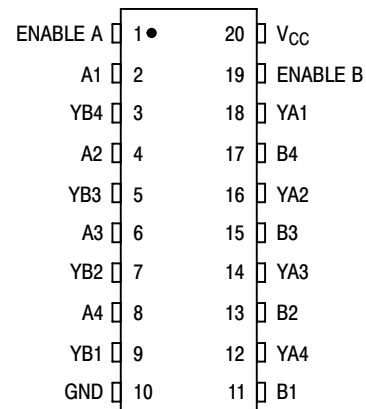 ENABLE A 1 20 VCC
A1 2 19 ENABLE B
YB4 3 18 YA1
A2 4 17 B4
YB3 5 16 YA2
A3 6 15 B3
YB2 7 14 YA3
A4 8 13 B2
YB1 9 12 YA4
GND 10 11 B1